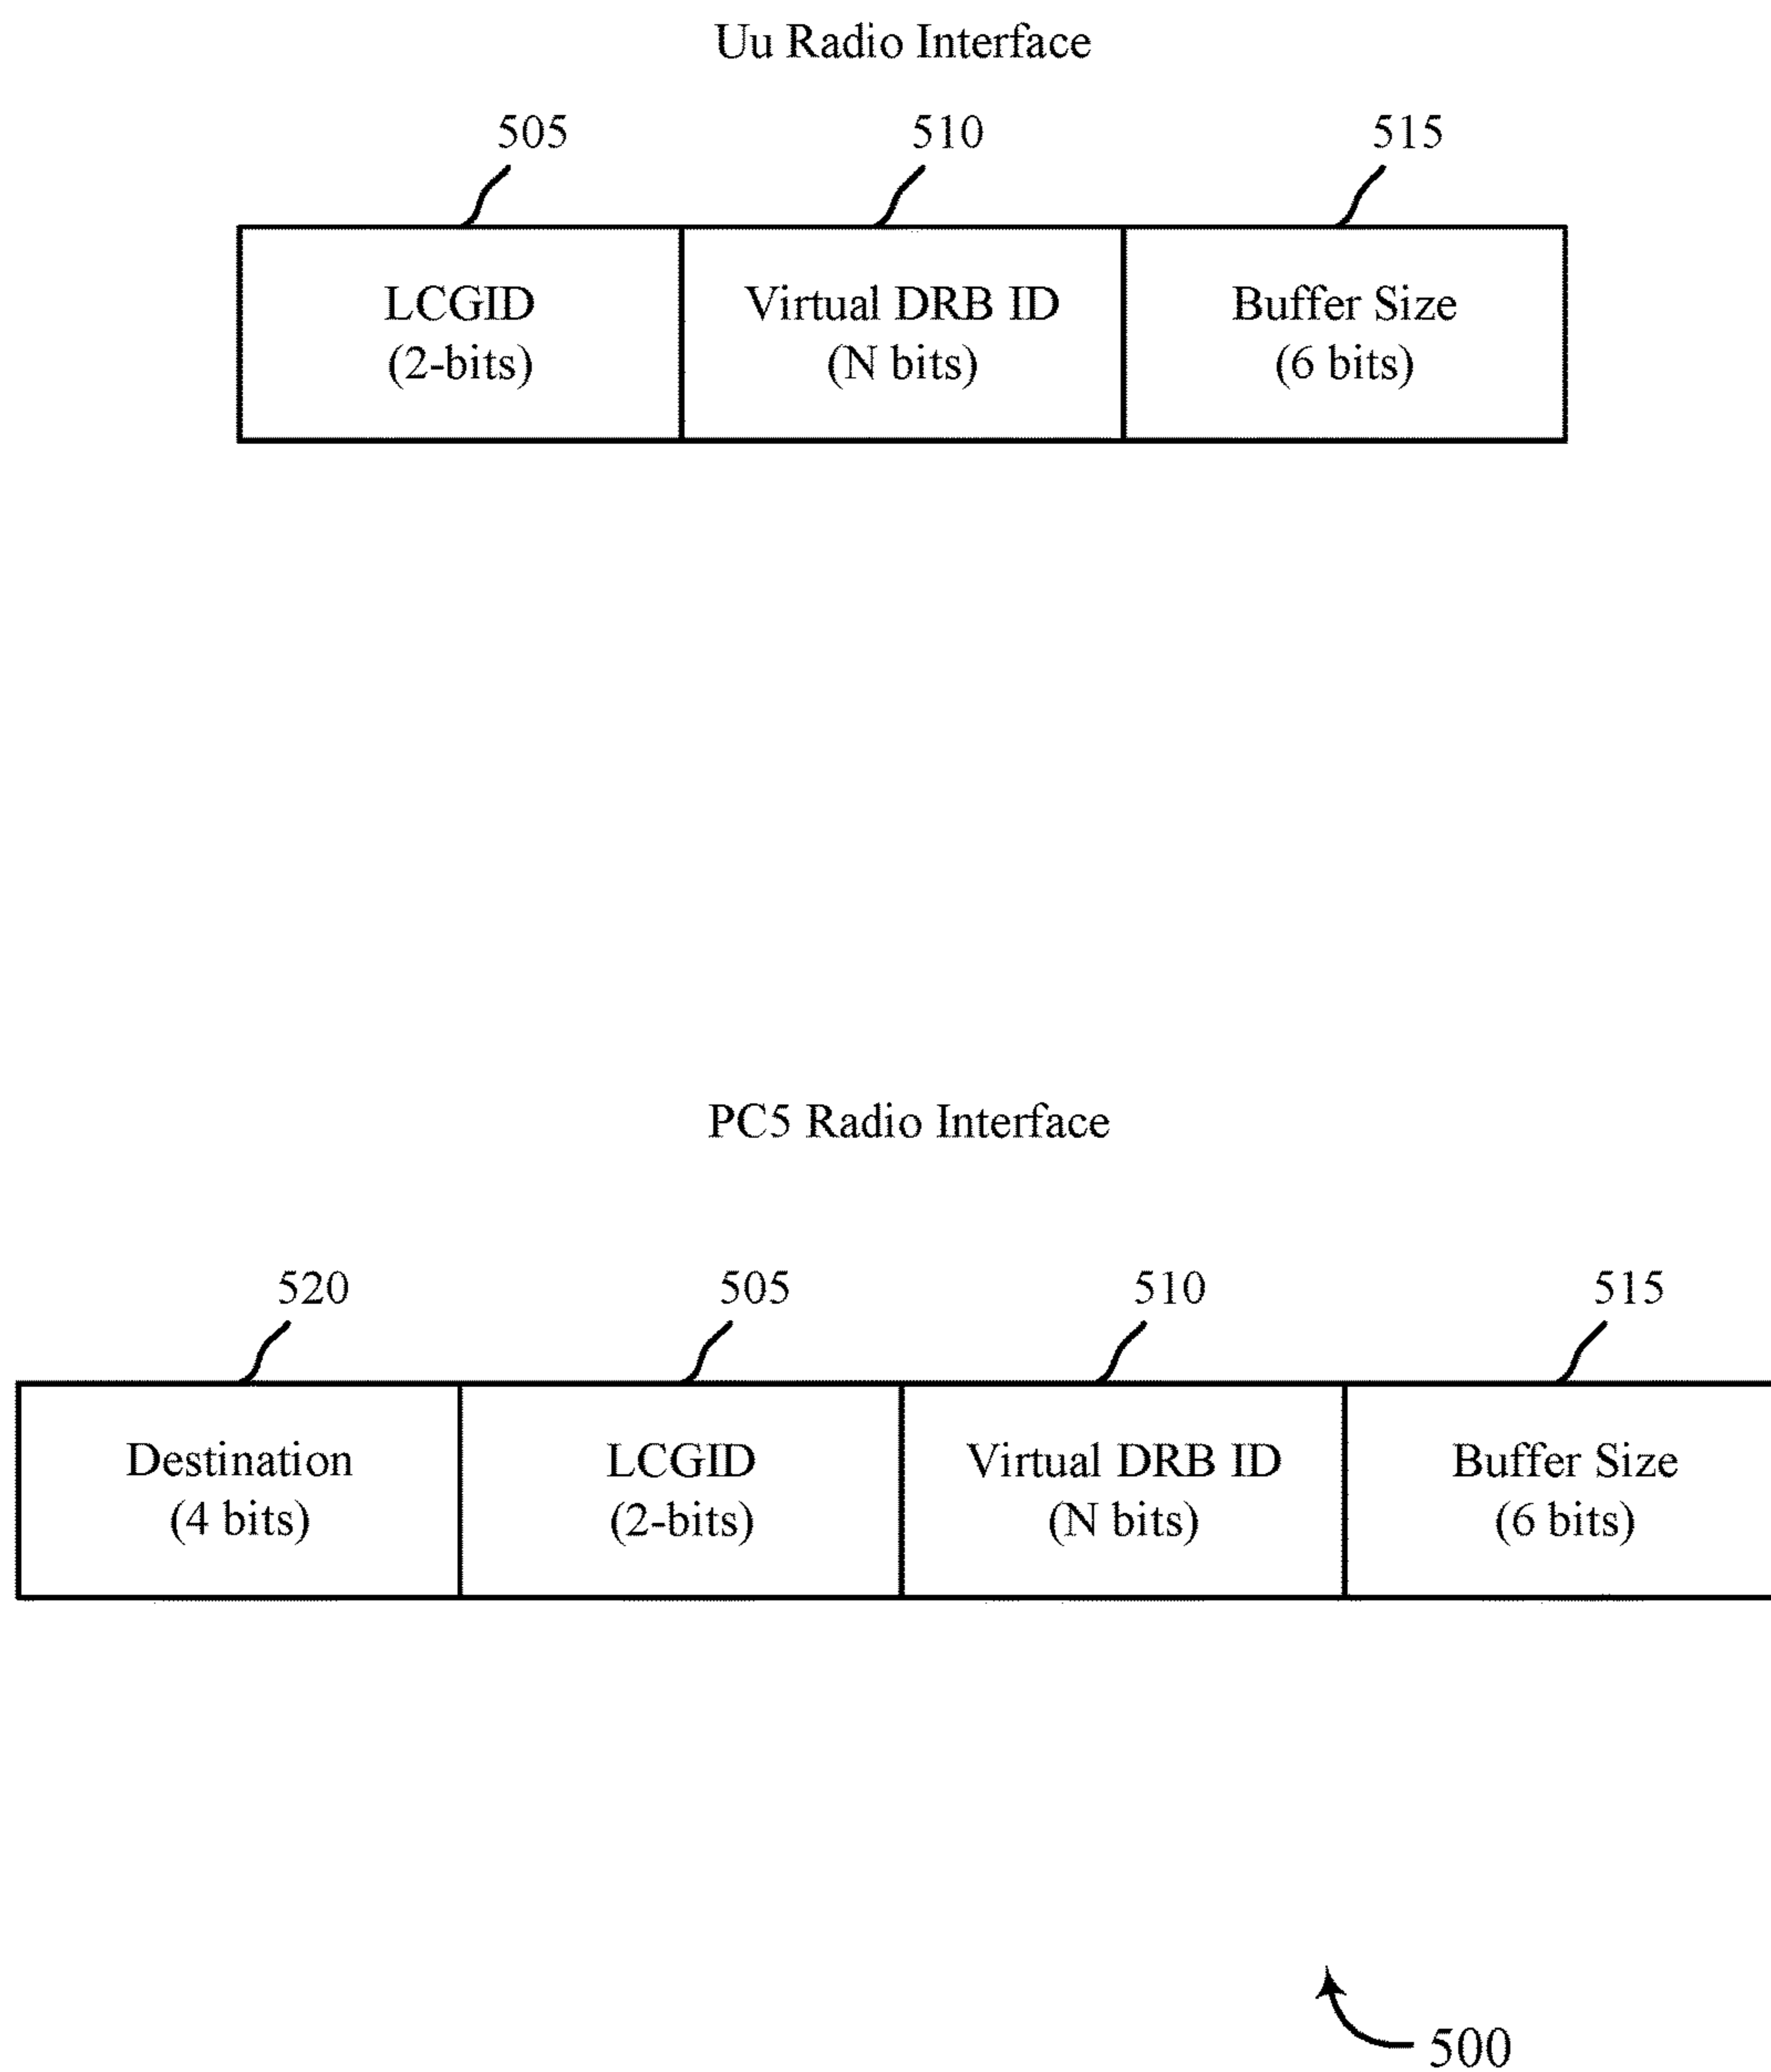 Uu Radio Interface
505 510 515
LCGID Virtual DRB ID Buffer Size
(2-bits) (N bits) (6 bits)
PC5 Radio Interface
520 505 510 515
Destination LCGID Virtual DRB ID Buffer Size
(4 bits) (2-bits) (N bits) (6 bits)
500